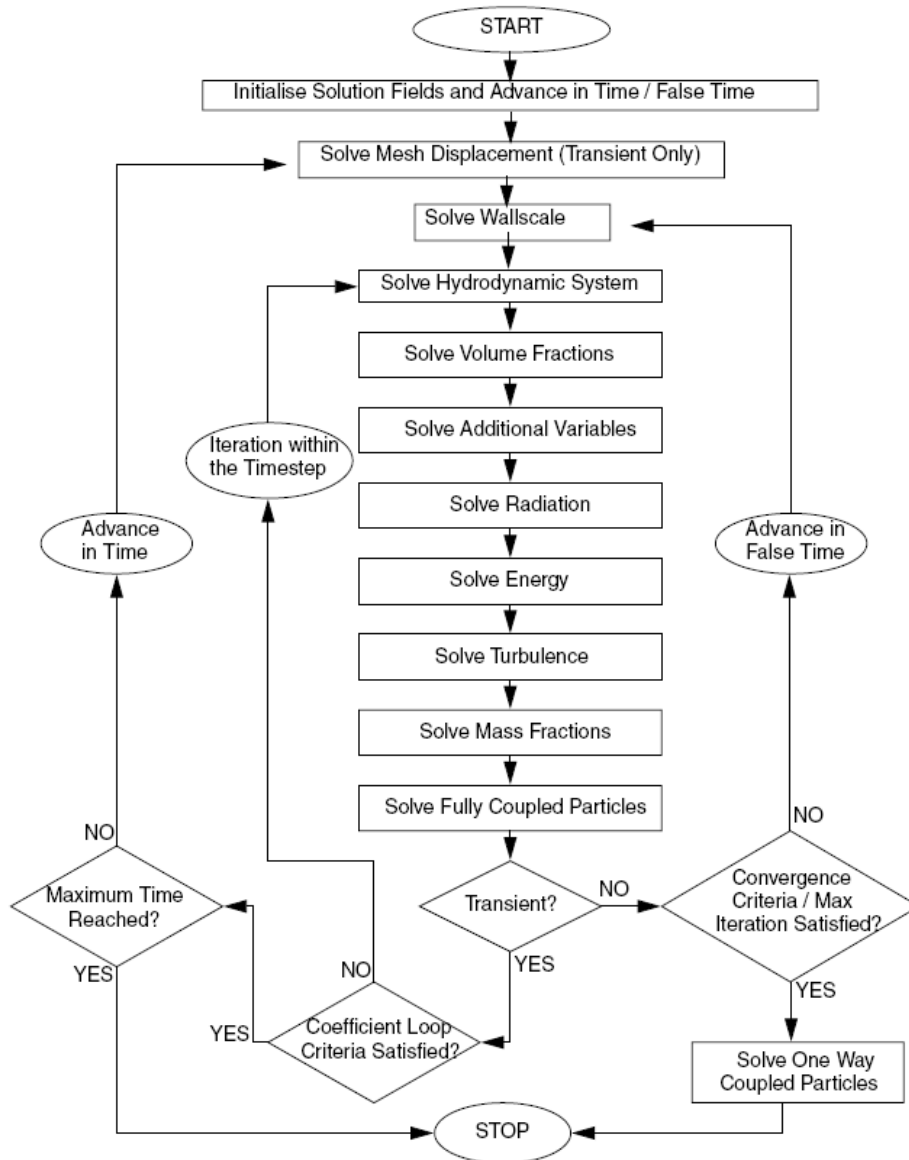 START
Initialise Solution Fields and Advance in Time / False Time
Solve Mesh Displacement (Transient Only)
Solve Wallscale
Solve Hydrodynamic System
Solve Volume Fractions
Solve Additional Variables
Iteration within
the Timestep
Solve Radiation
Advance
in Time
Advance in
False Time
Solve Energy
Solve Turbulence
Solve Mass Fractions
Solve Fully Coupled Particles
NO
NO
Maximum Time
Reached?
Transient?
NO
Convergence
Criteria / Max
Iteration Satisfied?
YES
NO
YES
YES
YES
Coefficient Loop
Criteria Satisfied?
Solve One Way
Coupled Particles
STOP